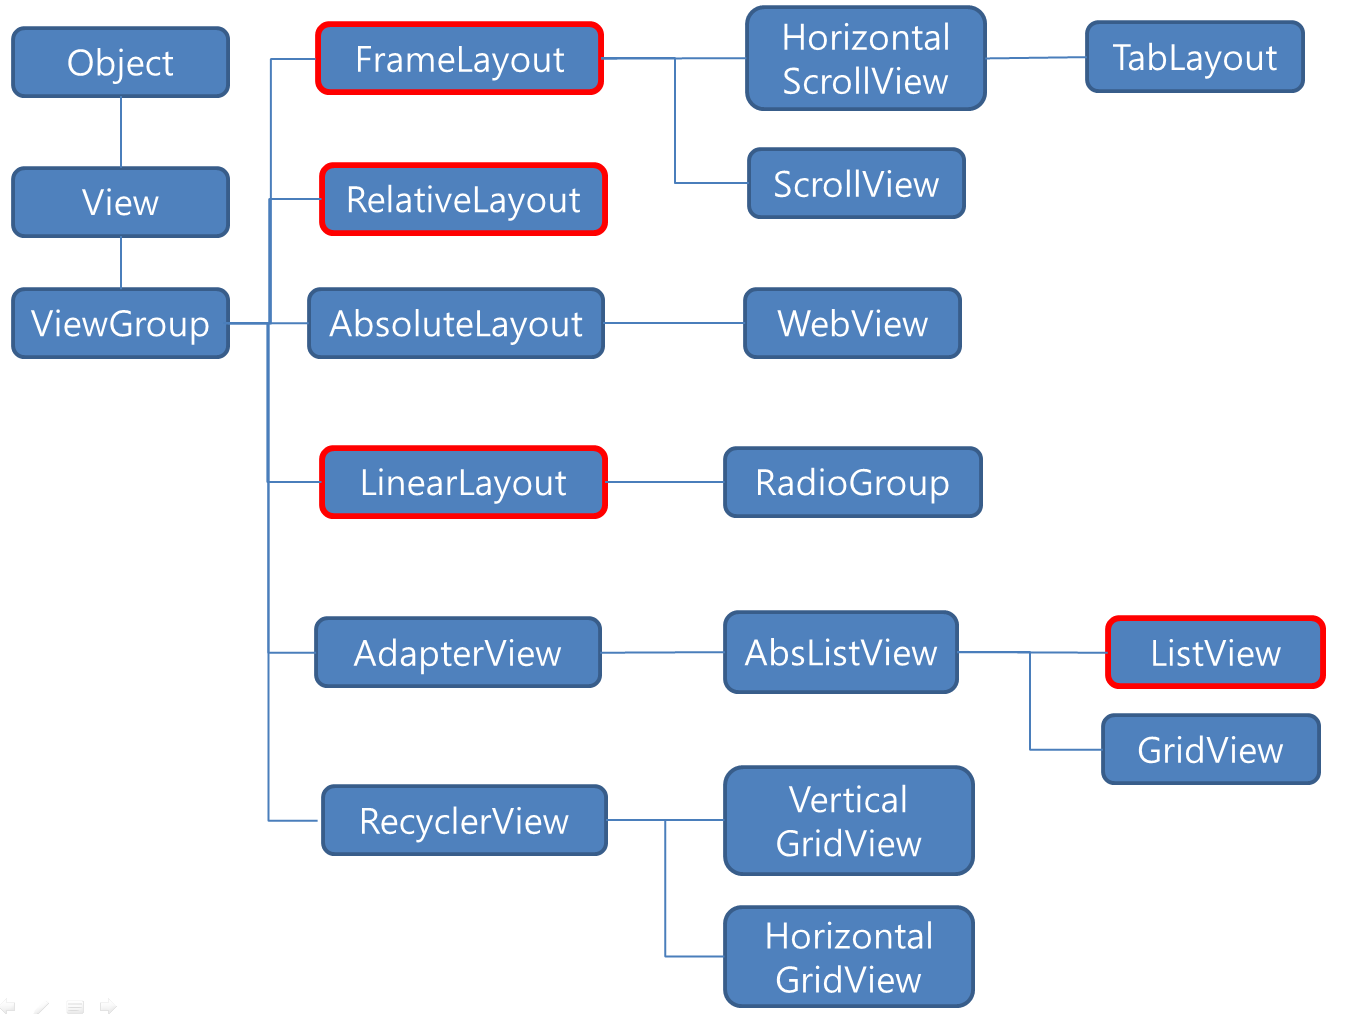 Object
View
ViewGroup
FrameLayout
RelativeLayout
AbsoluteLayout
LinearLayout
AdapterView
RecyclerView
Horizontal
ScrollView
ScrollView
WebView
RadioGroup
AbsListView
Vertical
GridView
Horizontal
GridView
TabLayout
ListView
GridView